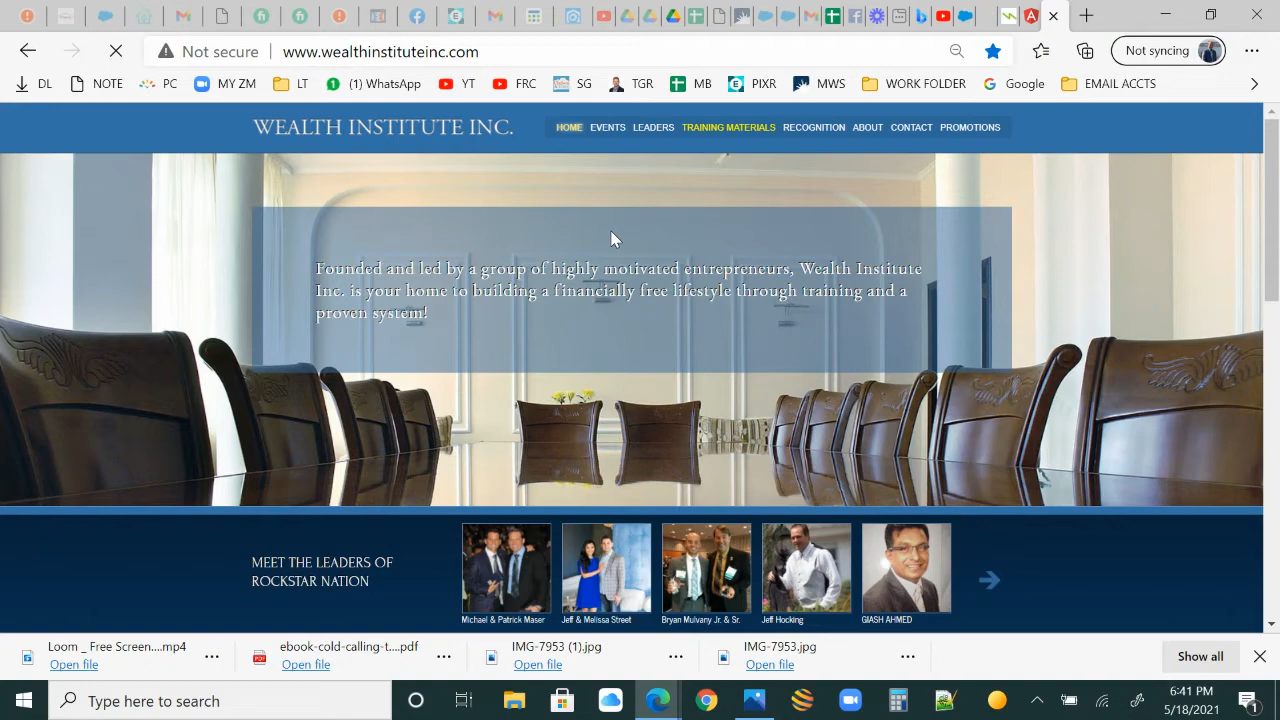 Not secure
www.wealthinstituteinc.com
Not syncing
DL
NOTE
PC
MY ZM
LT
(1) WhatsApp
YT
FRC
SG
TGR
MB
PIXR
MWS
WORK FOLDER
Google
EMAIL ACCTS
WEALTH INSTITUTE INC.
HOME
EVENTS
LEADERS
TRAINING MATERIALS
RECOGNITION
ABOUT
CONTACT
PROMOTIONS
Founded and led by a group of highly motivated entrepreneurs, Wealth Institute
Inc. is your home to building a financially free lifestyle through training and a
proven system!
MEET THE LEADERS OF
ROCKSTAR NATION
Michael & Patrick Maser
Jeff & Melissa Street
Bryan Mulvany Jr. & Sr.
Jeff Hocking
GIASH AHMED
Loom _ Free Screen....mp4
Open file
ebook-cold-calling-t....pdf
Open file
IMG-7953 (1).jpg
Open file
IMG-7953.jpg
Open file
Show all
Type here to search
6:41 PM
5/18/2021
1